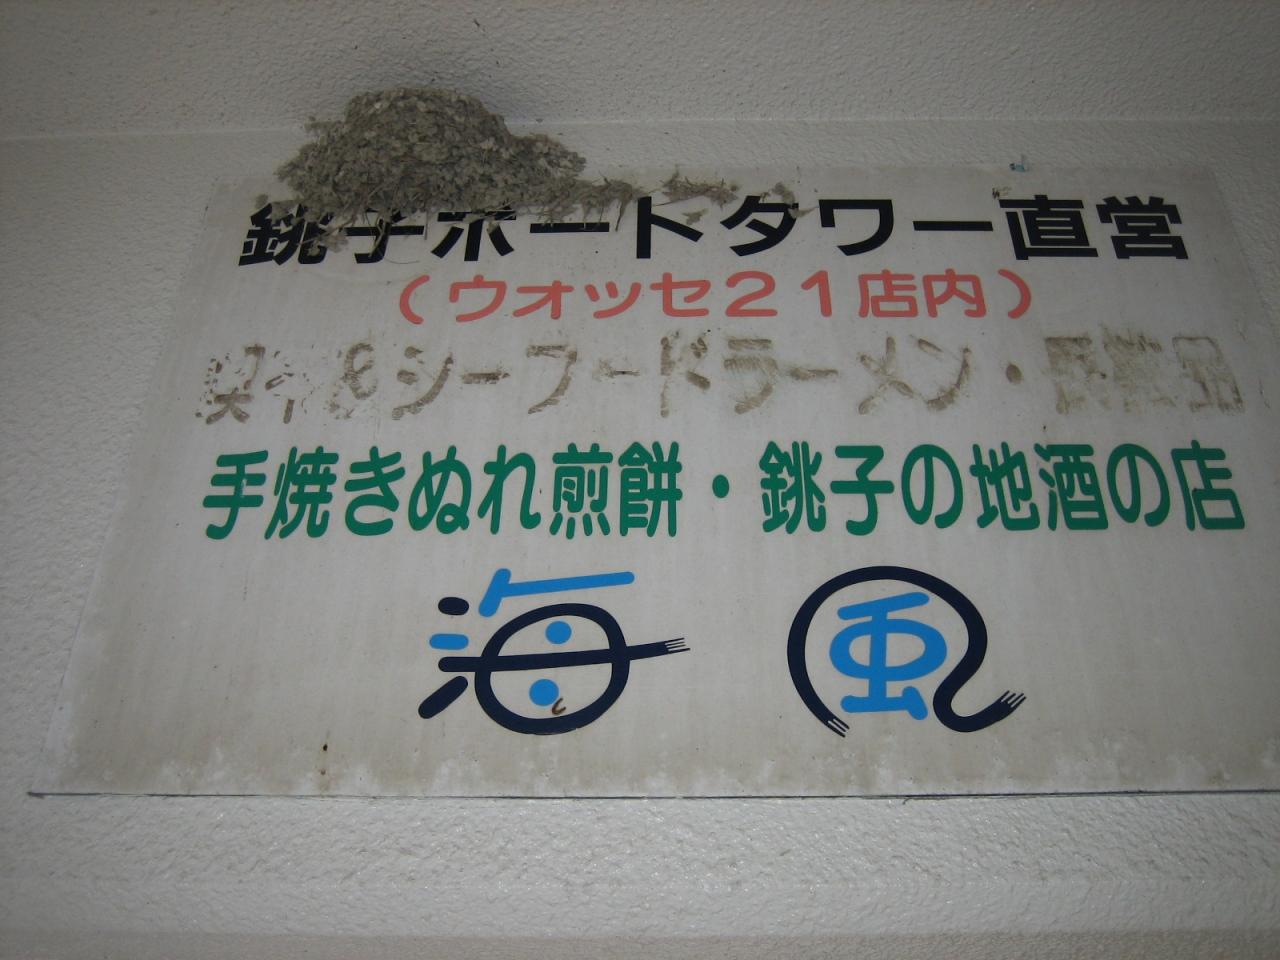 銚子ポートタワー直営
(ウォッセ21店内)
シーフードラーメン・
手焼きぬれ煎餅・銚子の地酒の店
海風